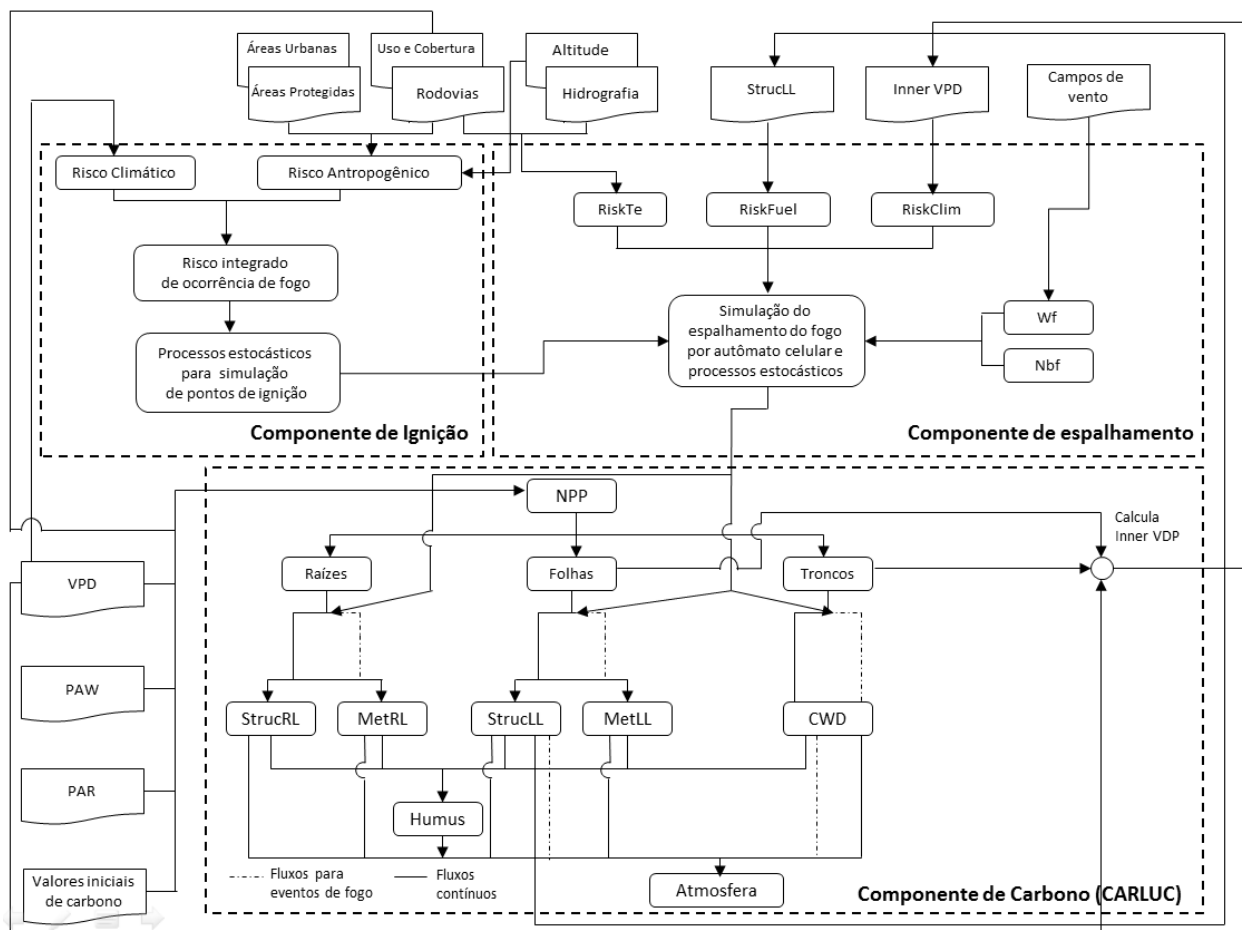 Áreas Urbanas
Áreas Protegidas
Uso e Cobertura
Rodovias
Altitude
Hidrografia
StrucLL
Inner VPD
Campos de
vento
Risco Climático
Risco Antropogênico
RiskTe
RiskFuel
RiskClim
Risco integrado
de ocorrência de fogo
Processos estocásticos
para simulação
de pontos de ignição
Simulação do
espalhamento do fogo
por autômato celular e
processos estocásticos
Wf
Nbf
Componente de Ignição
Componente de espalhamento
NPP
Calcula
Inner VDP
Raízes
Folhas
Troncos
VPD
PAW
PAR
Valores iniciais
de carbono
StrucRL
MetRL
StrucLL
MetLL
CWD
Humus
Fluxos para
eventos de fogo
Fluxos
contínuos
Atmosfera
Componente de Carbono (CARLUC)